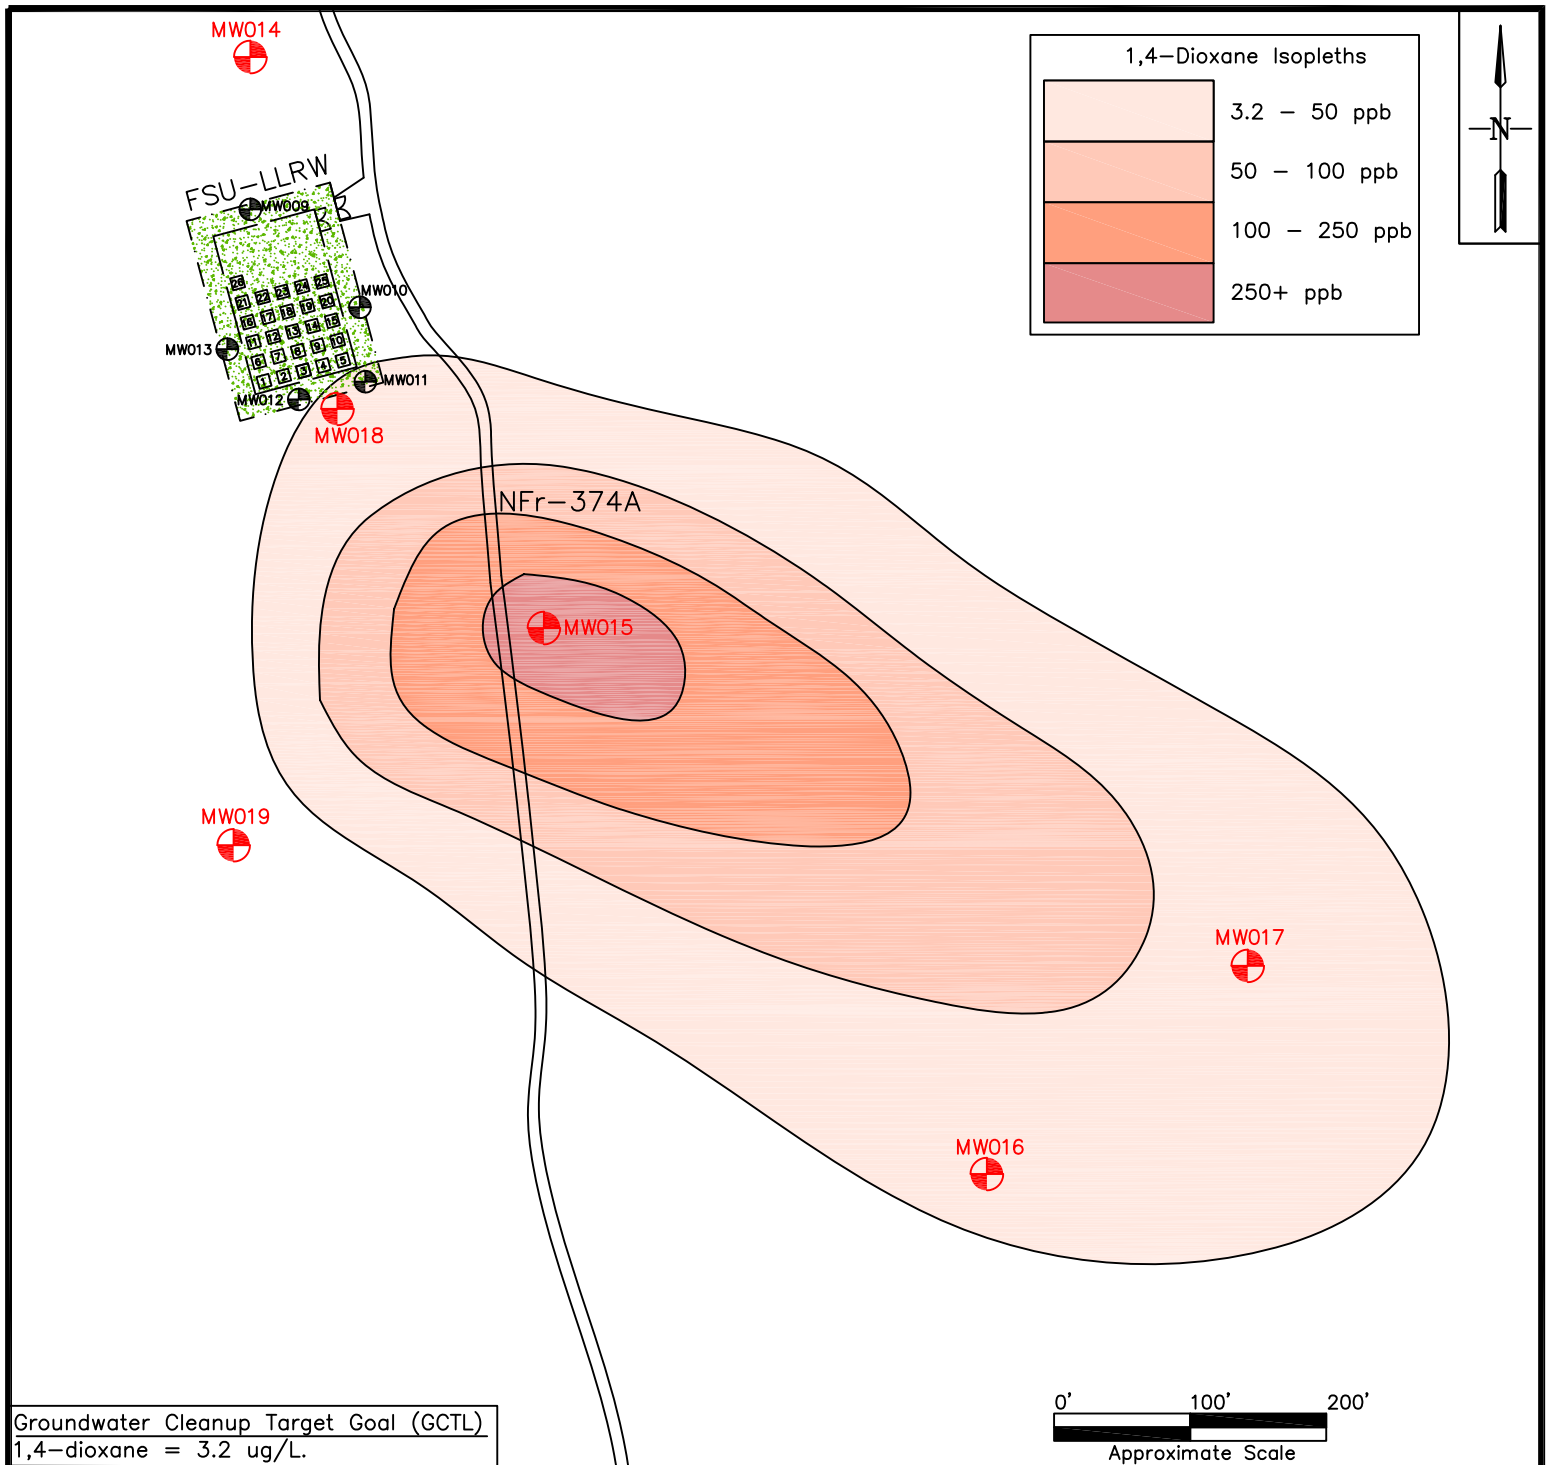 MW014
1,4-Dioxane Isopleths
3.2 - 50 ppb
50 - 100 ppb
100 - 250 ppb
250+ ppb
N
FSU-LLRW
MW009
26
21 22 23 24 25
16 17 18 19 20
11 12 13 14 15
6 7 8 9 10
1 2 3 4 5
MW010
MW013
MW011
MW012
MW018
NFr-374A
MW015
MW019
MW017
MW016
0' 100' 200'
Approximate Scale
Groundwater Cleanup Target Goal (GCTL)
1,4-dioxane = 3.2 ug/L.